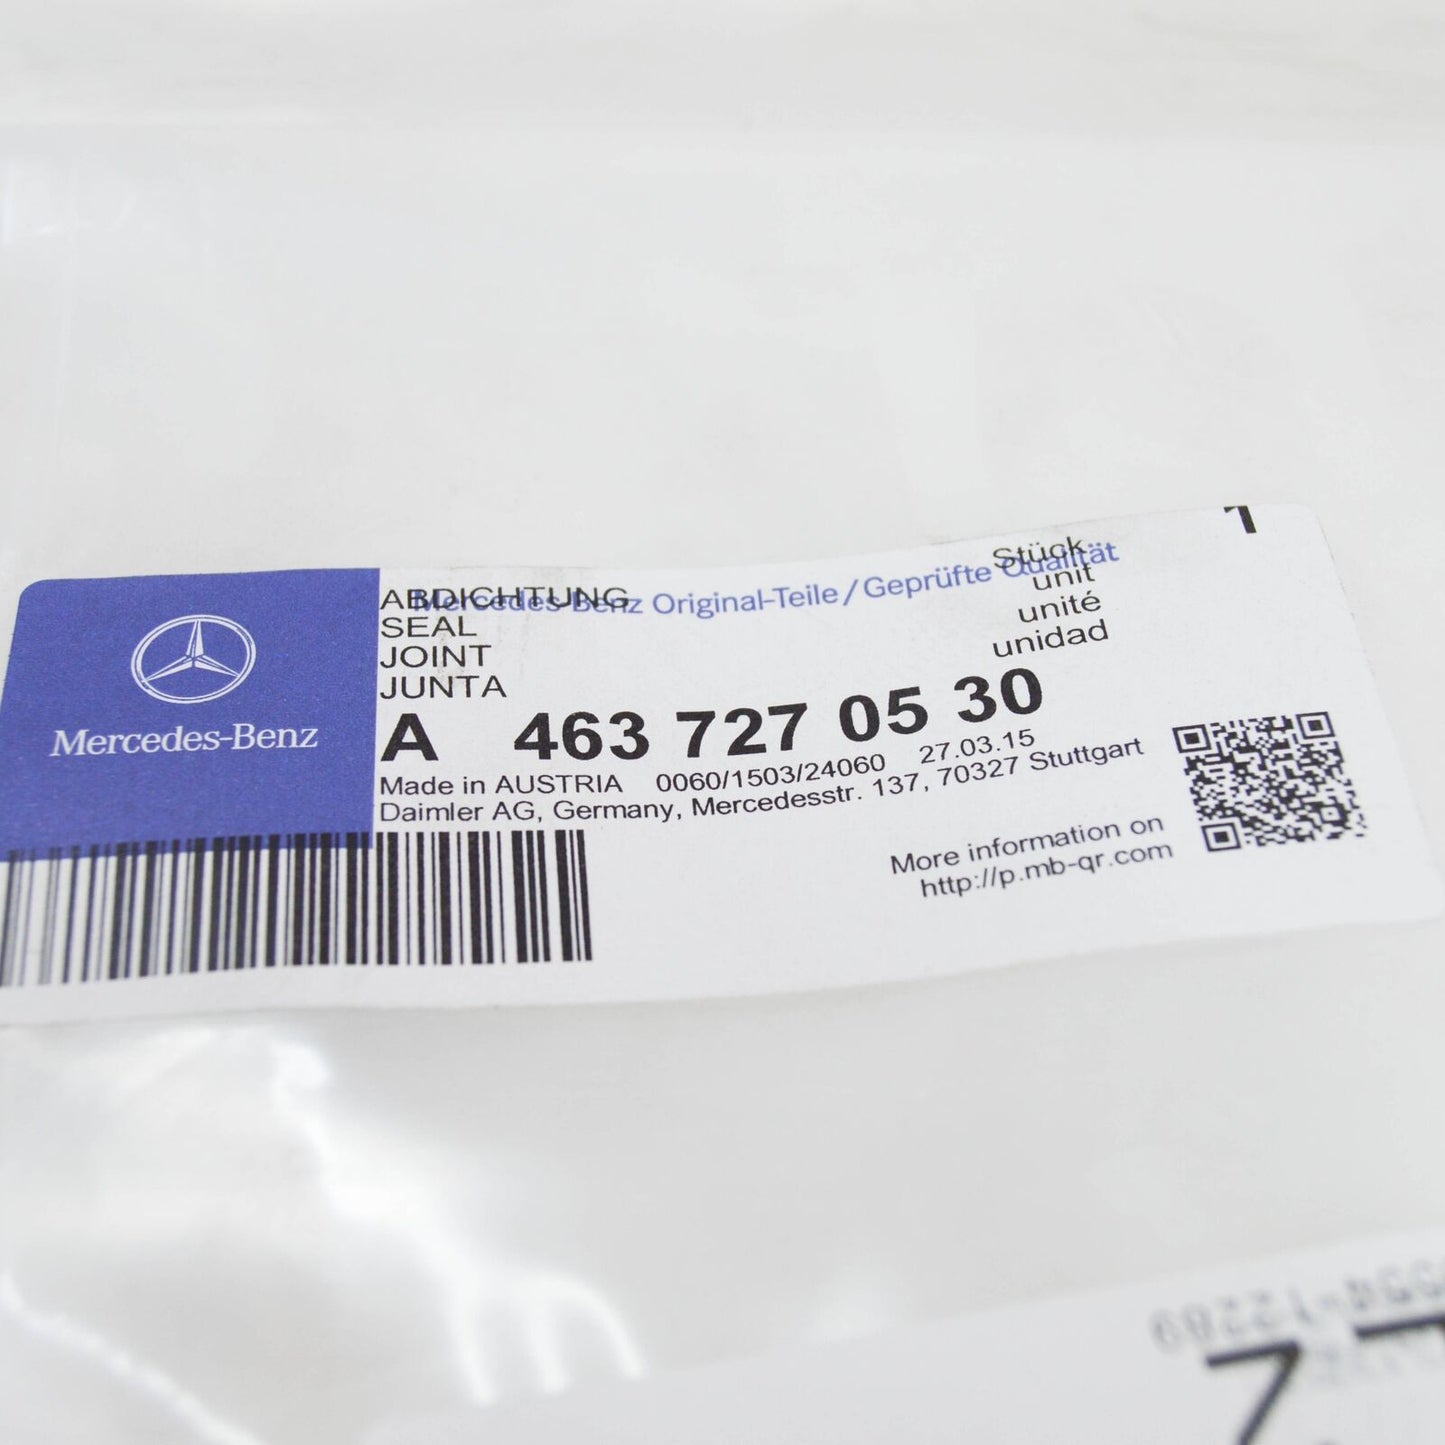 1
Mercedes-Benz Original-Teile/Geprüfte Qualität
ABDICHTUNG
SEAL
JOINT
JUNTA
Stück
unit
unité
unidad
Mercedes-Benz
A 463 727 05 30
Made in AUSTRIA 0060/1503/24060 27.03.15
Daimler AG, Germany, Mercedesstr. 137, 70327 Stuttgart
More information on
http://p.mb-qr.com